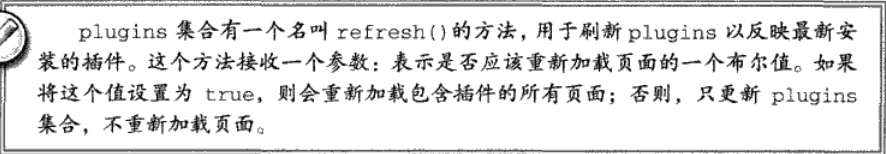 plugins 集合有一个名叫 refresh()的方法，用于刷新 plugins 以反映最新安
装的插件。这个方法接收一个参数：表示是否应该重新加载页面的一个布尔值。如果
将这个值设置为 true，则会重新加载包含插件的所有页面；否则，只更新 plugins
集合，不重新加载页面。